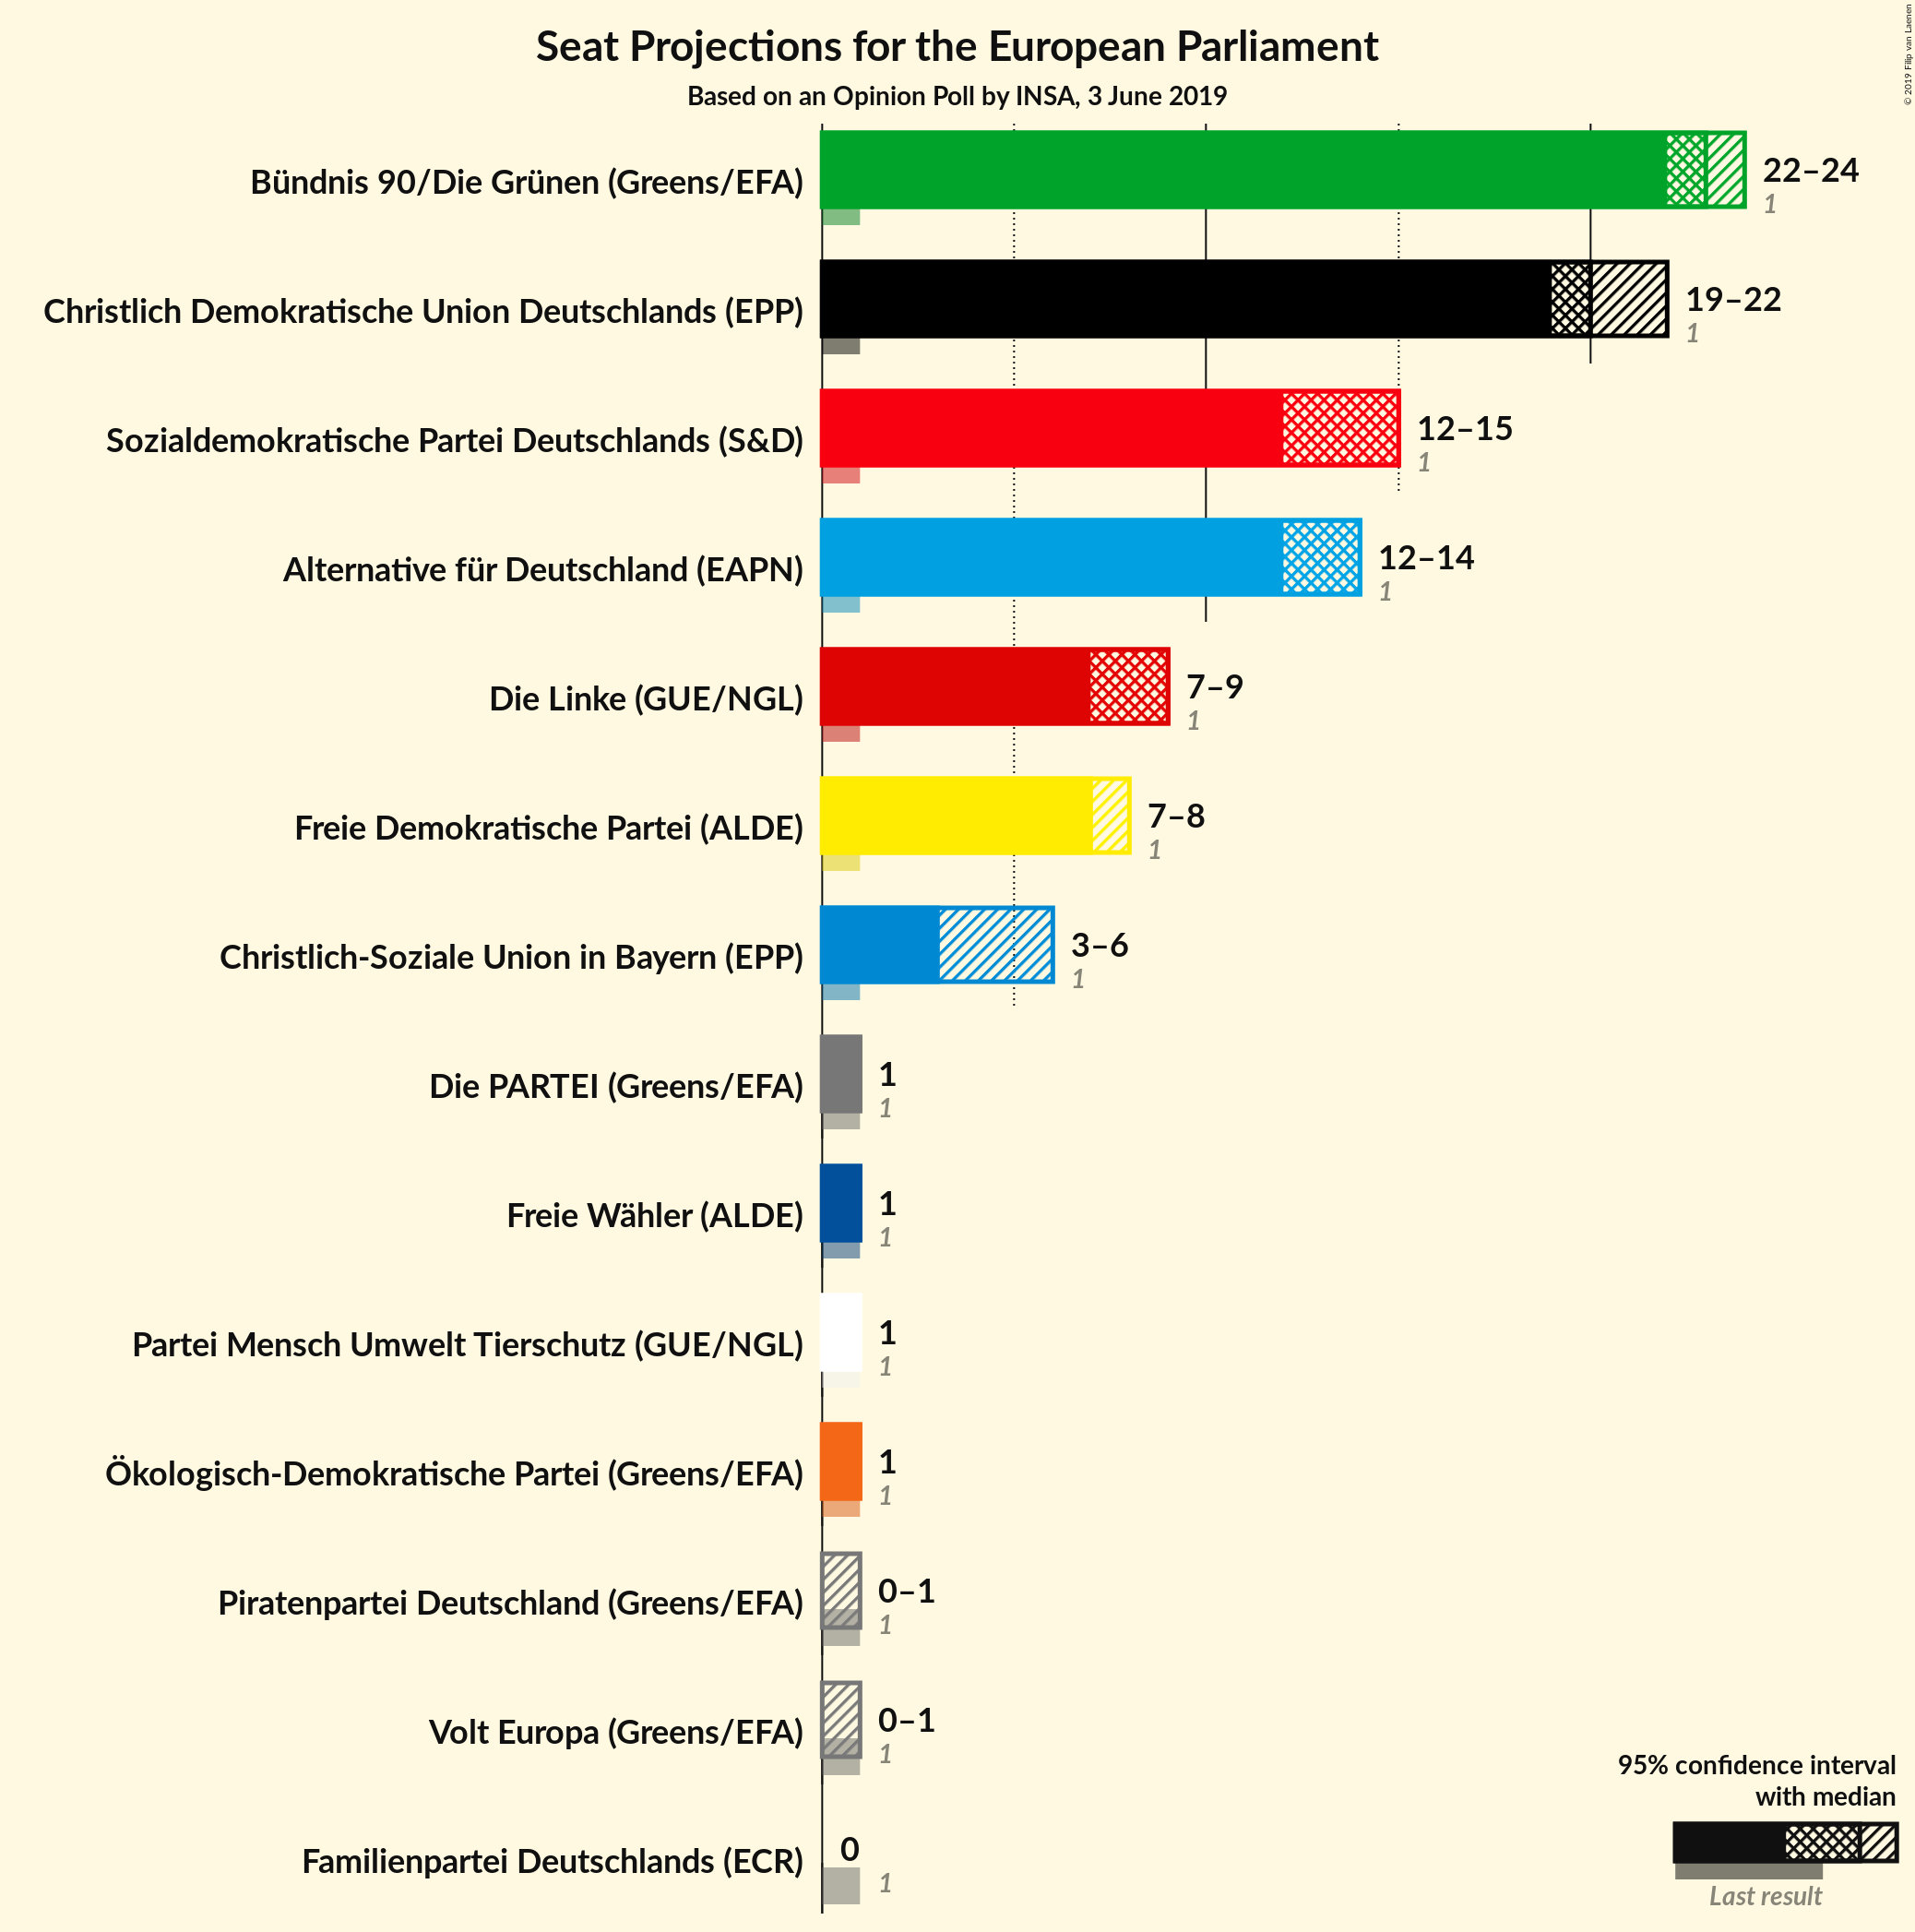 Seat Projections for the European Parliament
Based on an Opinion Poll by INSA, 3 June 2019
© 2019 Filip van Laenen
Bündnis 90/Die Grünen (Greens/EFA)
22–24
1
Christlich Demokratische Union Deutschlands (EPP)
19–22
1
Sozialdemokratische Partei Deutschlands (S&D)
12–15
1
Alternative für Deutschland (EAPN)
12–14
1
Die Linke (GUE/NGL)
7–9
1
Freie Demokratische Partei (ALDE)
7–8
1
Christlich-Soziale Union in Bayern (EPP)
3–6
1
Die PARTEI (Greens/EFA)
1
1
Freie Wähler (ALDE)
1
1
Partei Mensch Umwelt Tierschutz (GUE/NGL)
1
1
Ökologisch-Demokratische Partei (Greens/EFA)
1
1
Piratenpartei Deutschland (Greens/EFA)
0–1
1
Volt Europa (Greens/EFA)
0–1
1
Familienpartei Deutschlands (ECR)
0
1
95% confidence interval
with median
Last result